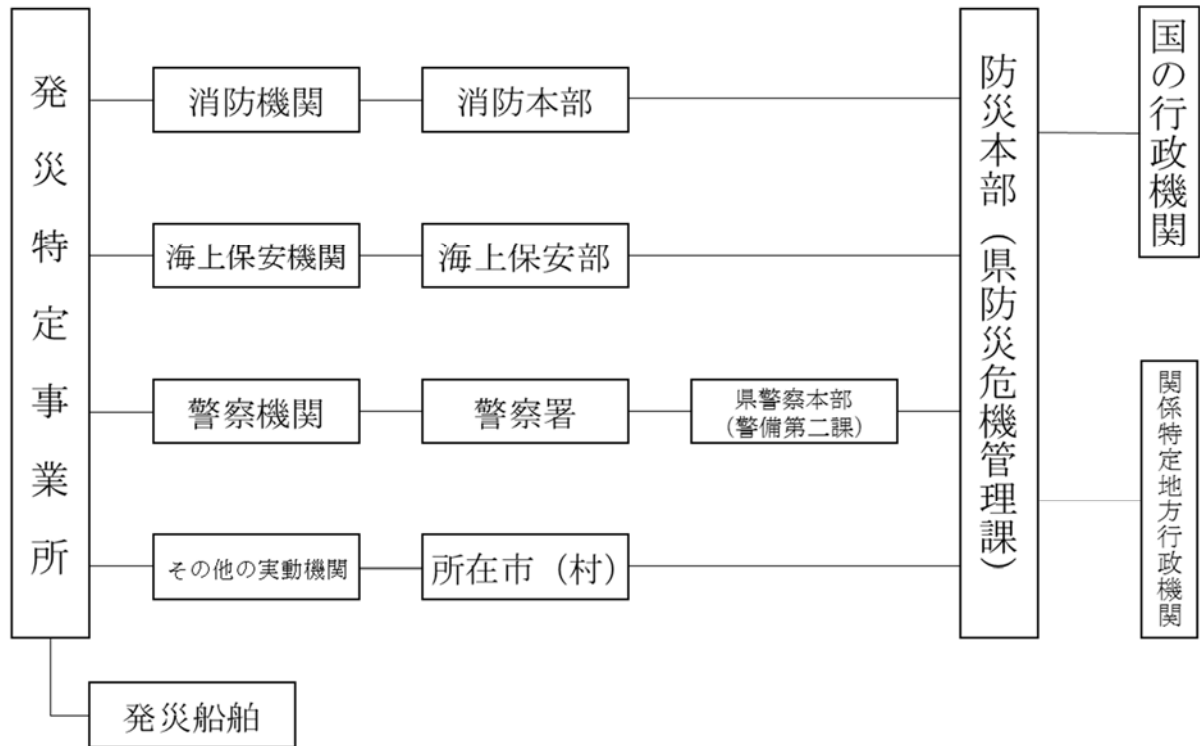 発災特定事業所
消防機関
消防本部
海上保安機関
海上保安部
警察機関
警察署
県警察本部
(警備第二課)
その他の実動機関
所在市(村)
発災船舶
防災本部(県防災危機管理課)
国の行政機関
関係特定地方行政機関